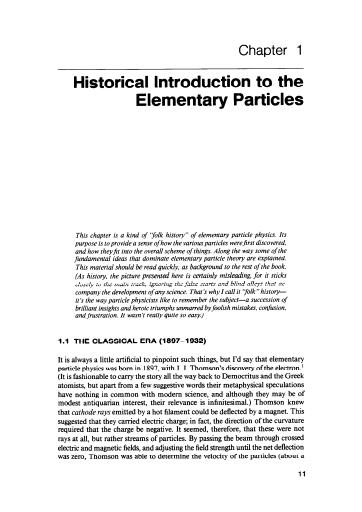 Chapter 1
Historical Introduction to the
Elementary Particles
This chapter is a kind of "folk history" of elementary particle physics. Its
purpose is to provide a sense of how the various particles were first discovered,
and how they fit into the overall scheme of things. Along the way some of the
fundamental ideas that dominate elementary particle theory are explained.
This material should be read quickly, as background to the rest of the book.
(As history, the picture presented here is certainly misleading, for it sticks
closely to the main track, ignoring the false starts and blind alleys that ac-
company the development of any science. That's why I call it "folk" history—
it's the way particle physicists like to remember the subject—a succession of
brilliant insights and heroic triumphs unmarred by foolish mistakes, confusion,
and frustration. It wasn't really quite so easy.)
1.1 THE CLASSICAL ERA (1897–1932)
It is always a little artificial to pinpoint such things, but I'd say that elementary
particle physics was born in 1897, with J. J. Thomson's discovery of the electron.1
(It is fashionable to carry the story all the way back to Democritus and the Greek
atomists, but apart from a few suggestive words their metaphysical speculations
have nothing in common with modern science, and although they may be of
modest antiquarian interest, their relevance is infinitesimal.) Thomson knew
that cathode rays emitted by a hot filament could be deflected by a magnet. This
suggested that they carried electric charge; in fact, the direction of the curvature
required that the charge be negative. It seemed, therefore, that these were not
rays at all, but rather streams of particles. By passing the beam through crossed
electric and magnetic fields, and adjusting the field strength until the net deflection
was zero, Thomson was able to determine the velocity of the particles (about a
11